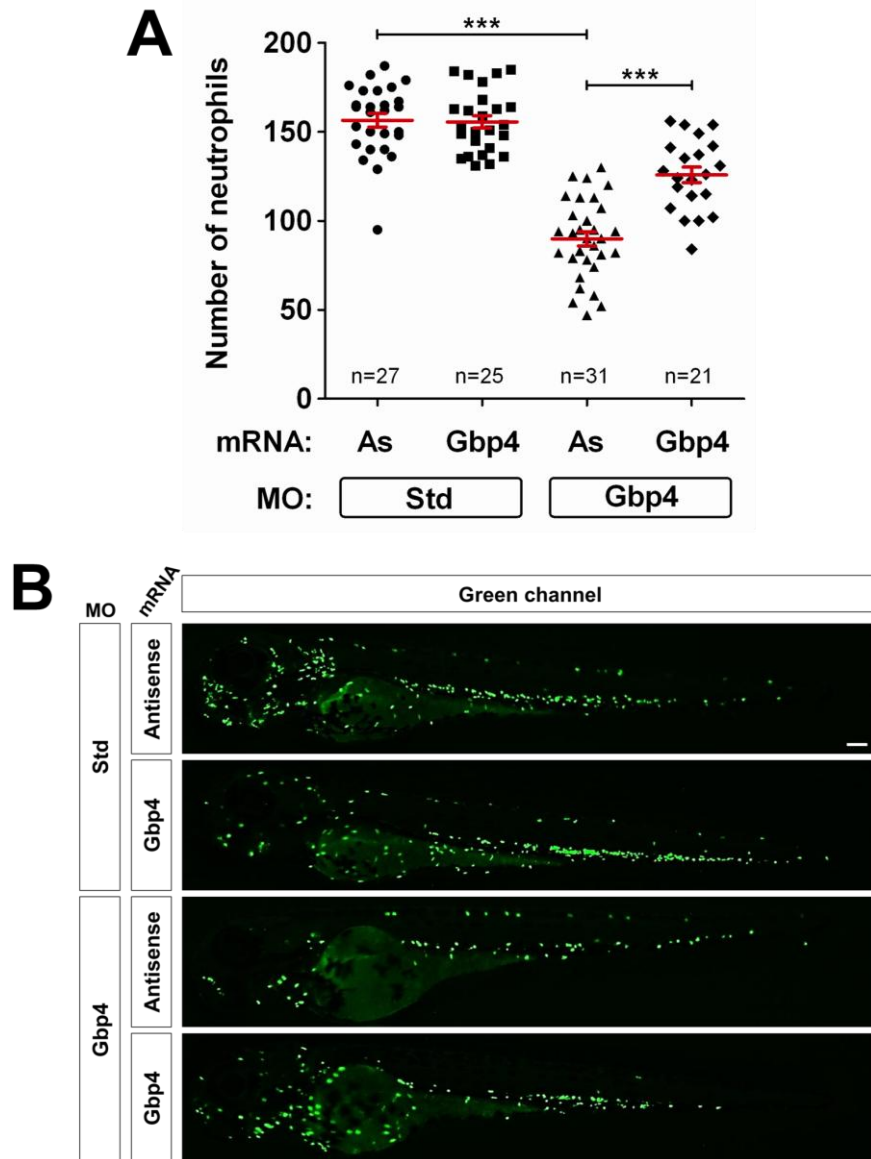 A
***
***
Number of neutrophils
200
150
100
50
0
n=27 n=25 n=31 n=21
mRNA: As Gbp4 As Gbp4
MO: Std Gbp4
B
MO mRNA Green channel
Std
Antisense
Gbp4
Gbp4
Antisense
Gbp4